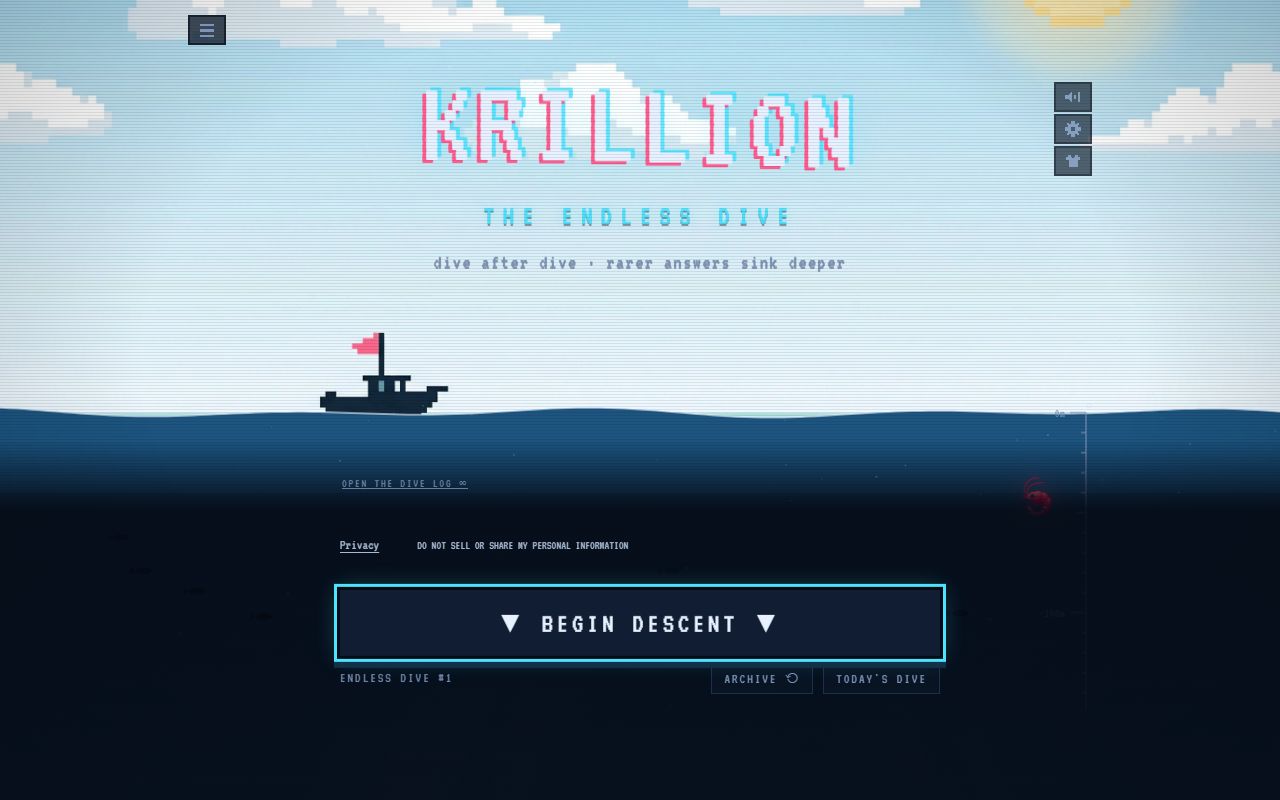 KRILLION
THE ENDLESS DIVE
dive after dive · rarer answers sink deeper
OPEN THE DIVE LOG ∞
Privacy
DO NOT SELL OR SHARE MY PERSONAL INFORMATION
▼ BEGIN DESCENT ▼
ENDLESS DIVE #1
ARCHIVE
TODAY'S DIVE